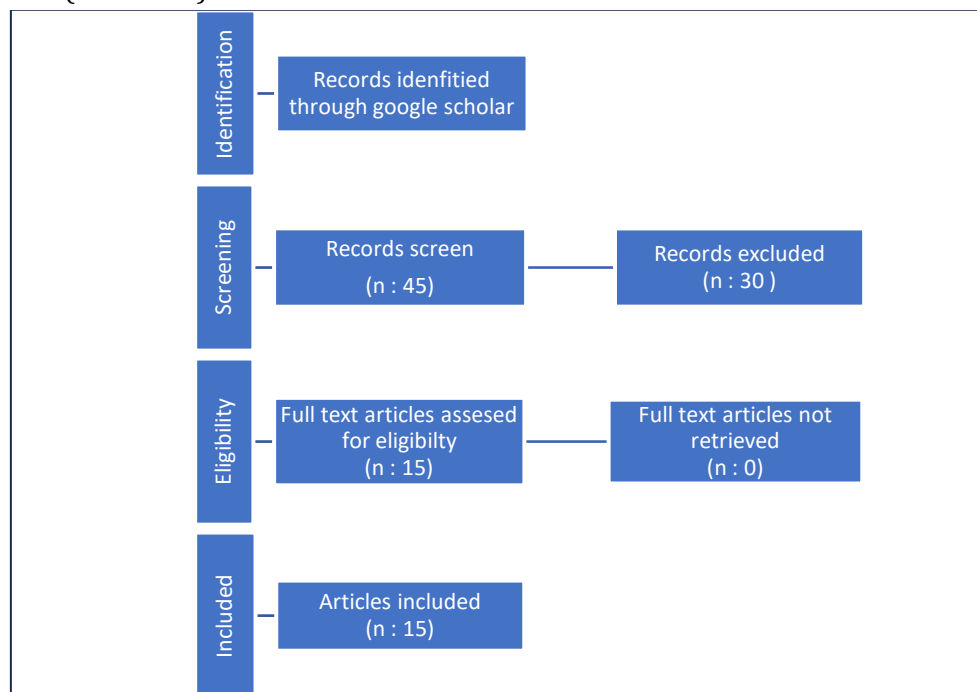 Identification
Records idenfitied
through google scholar
Screening
Records screen
(n : 45)
Records excluded
(n : 30 )
Eligibility
Full text articles assesed
for eligibilty
(n : 15)
Full text articles not
retrieved
(n : 0)
Included
Articles included
(n : 15)